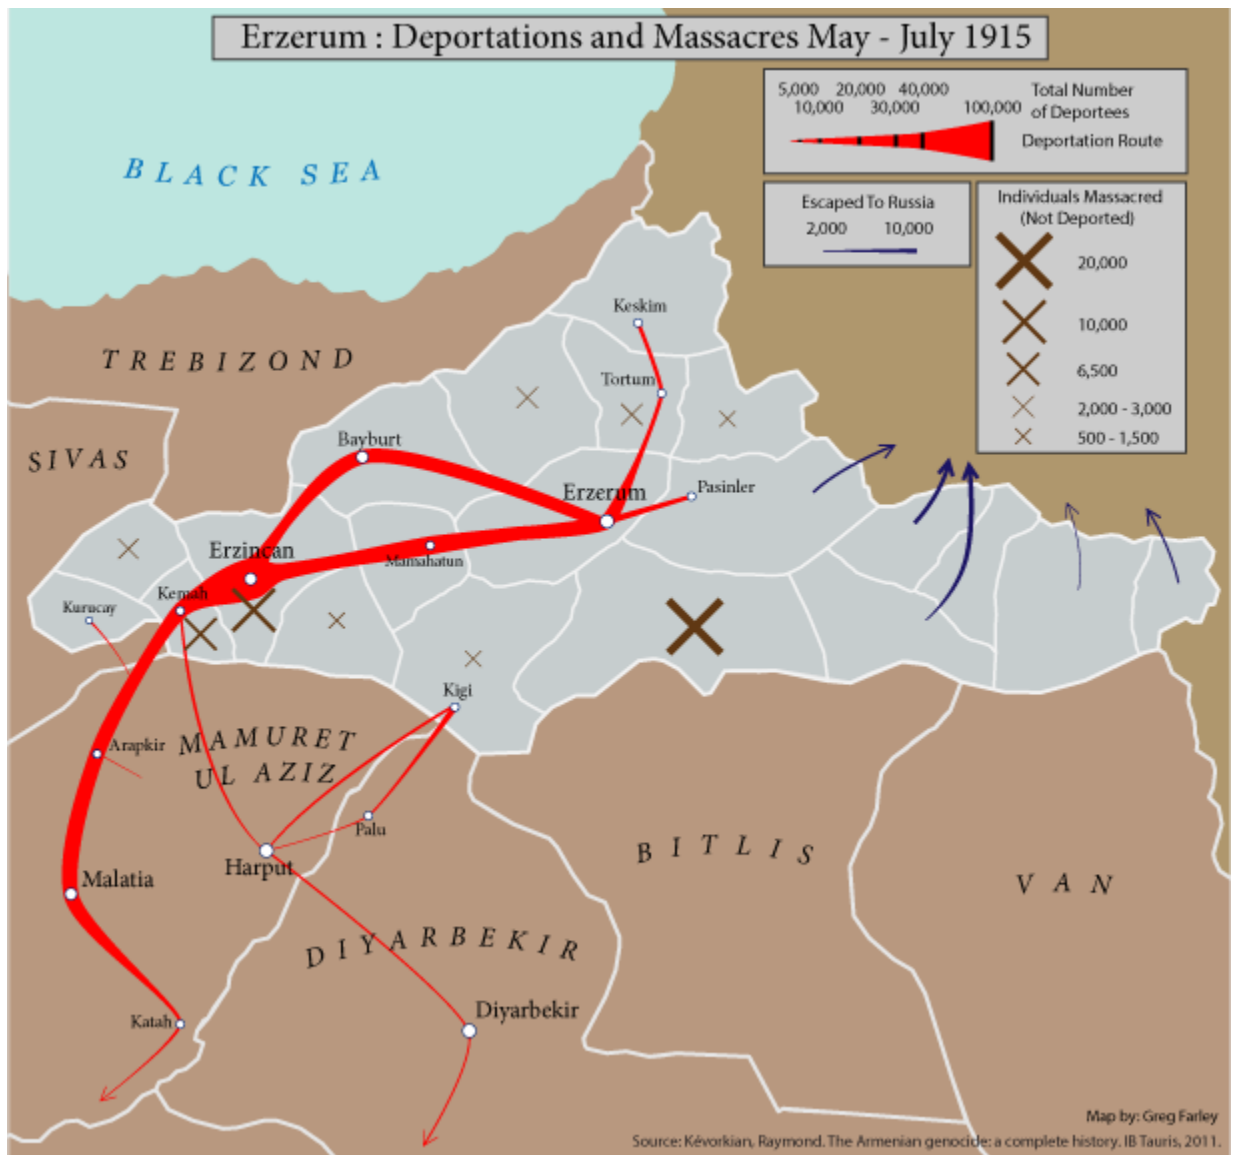 Erzerum : Deportations and Massacres May - July 1915
5,000 20,000 40,000
10,000 30,000 100,000
Total Number
of Deportees
Deportation Route
Escaped To Russia
2,000 10,000
Individuals Massacred
(Not Deported)
20,000
10,000
6,500
2,000 - 3,000
500 - 1,500
BLACK SEA
TREBIZOND
SIVAS
Keskim
Tortum
Bayburt
Erzerum
Pasinler
Erzincan
Mamahatun
Kemah
Kurucay
Kigi
Arapkir
MAMURET
UL AZIZ
Palu
Harput
Malatia
BITLIS
VAN
DIYARBEKIR
Diyarbekir
Katah
Map by: Greg Farley
Source: Kévorkian, Raymond. The Armenian genocide: a complete history. IB Tauris, 2011.